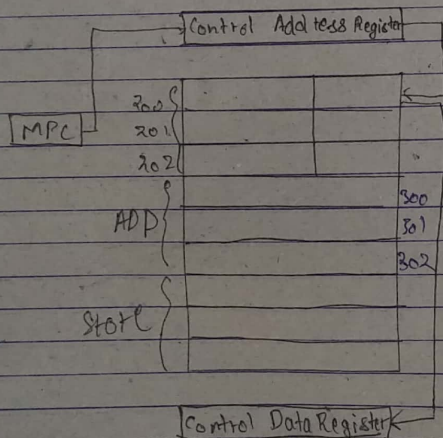 Control Address Register
200
MPC
201
202
300
ADD
301
302
Store
Control Data Register